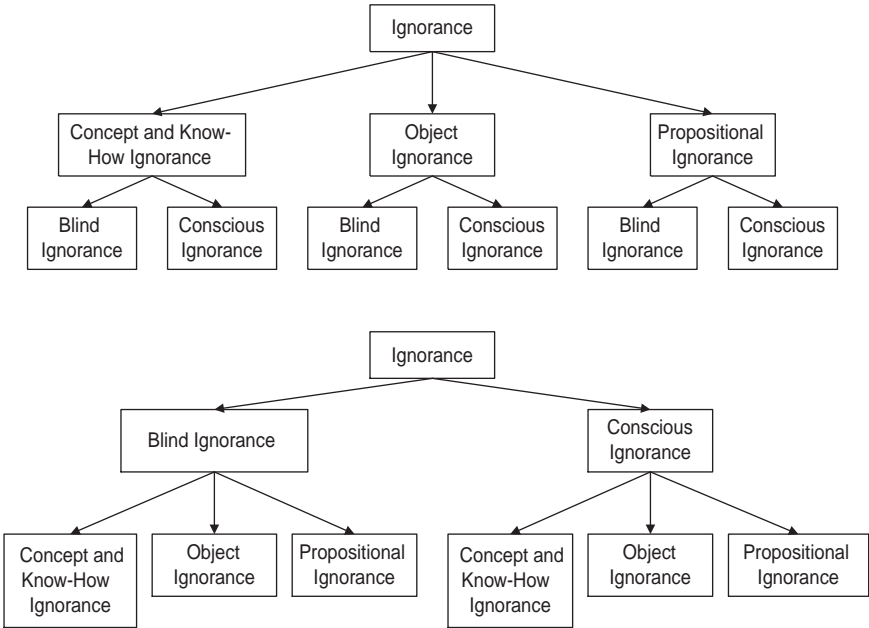 Ignorance
Concept and Know-
How Ignorance
Object
Ignorance
Propositional
Ignorance
Blind
Ignorance
Conscious
Ignorance
Blind
Ignorance
Conscious
Ignorance
Blind
Ignorance
Conscious
Ignorance
Ignorance
Blind Ignorance
Conscious
Ignorance
Concept and
Know-How
Ignorance
Object
Ignorance
Propositional
Ignorance
Concept and
Know-How
Ignorance
Object
Ignorance
Propositional
Ignorance